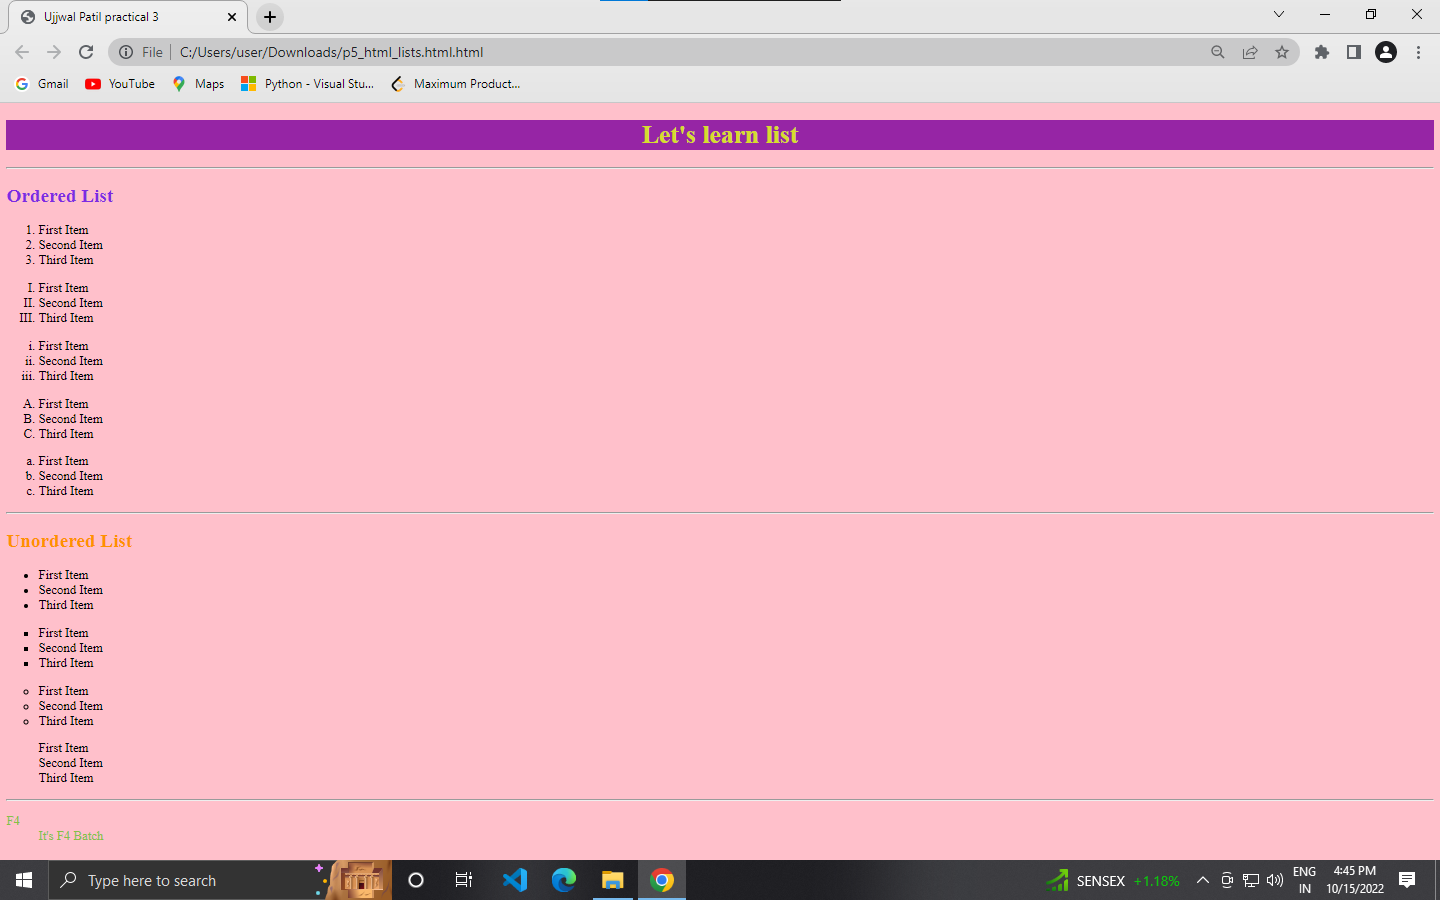 Ujjwal Patil practical 3
File C:/Users/user/Downloads/p5_html_lists.html.html
Gmail YouTube Maps Python - Visual Stu... Maximum Product...
Let's learn list
Ordered List
1. First Item
2. Second Item
3. Third Item
I. First Item
II. Second Item
III. Third Item
i. First Item
ii. Second Item
iii. Third Item
A. First Item
B. Second Item
C. Third Item
a. First Item
b. Second Item
c. Third Item
Unordered List
• First Item
• Second Item
• Third Item
▪ First Item
▪ Second Item
▪ Third Item
◦ First Item
◦ Second Item
◦ Third Item
First Item
Second Item
Third Item
F4
It's F4 Batch
Type here to search
SENSEX +1.18%
ENG
IN
4:45 PM
10/15/2022